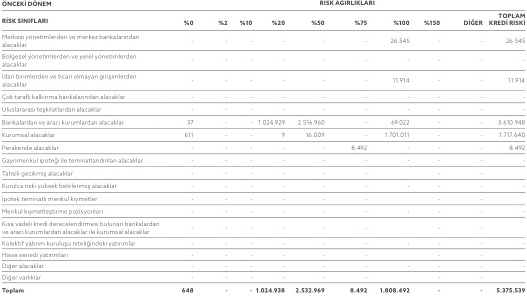 ÖNCEKİ DÖNEM RİSK AĞIRLIKLARI
RİSK SINIFLARI %0 %2 %10 %20 %50 %75 %100 %150 DİĞER TOPLAM KREDİ RİSKİ
Merkezi yönetimlerden ve merkez bankalarından
alacaklar - - - - - - 26.545 - - 26.545
Bölgesel yönetimlerden ve yerel yönetimlerden
alacaklar - - - - - - - - - -
İdari birimlerden ve ticari olmayan girişimlerden
alacaklar - - - - - - 11.914 - - 11.914
Çok taraflı kalkınma bankalarından alacaklar - - - - - - - - - -
Uluslararası teşkilatlardan alacaklar - - - - - - - - - -
Bankalardan ve aracı kurumlardan alacaklar 37 - - 1.024.929 2.516.960 - 69.022 - - 3.610.948
Kurumsal alacaklar 611 - - 9 16.009 - 1.701.011 - - 1.717.640
Perakende alacaklar - - - - - 8.492 - - - 8.492
Gayrimenkul ipoteği ile teminatlandırılan alacaklar - - - - - - - - - -
Tahsili gecikmiş alacaklar - - - - - - - - - -
Kurulca riski yüksek belirlenmiş alacaklar - - - - - - - - - -
İpotek teminatlı menkul kıymetler - - - - - - - - - -
Menkul kıymetleştirme pozisyonları - - - - - - - - - -
Kısa vadeli kredi derecelendirmesi bulunan bankalardan
ve aracı kurumlardan alacaklar ile kurumsal alacaklar - - - - - - - - - -
Kolektif yatırım kuruluşu niteliğindeki yatırımlar - - - - - - - - - -
Hisse senedi yatırımları - - - - - - - - - -
Diğer alacaklar - - - - - - - - - -
Diğer varlıklar - - - - - - - - - -
Toplam 648 - - 1.024.938 2.532.969 8.492 1.808.492 - - 5.375.539